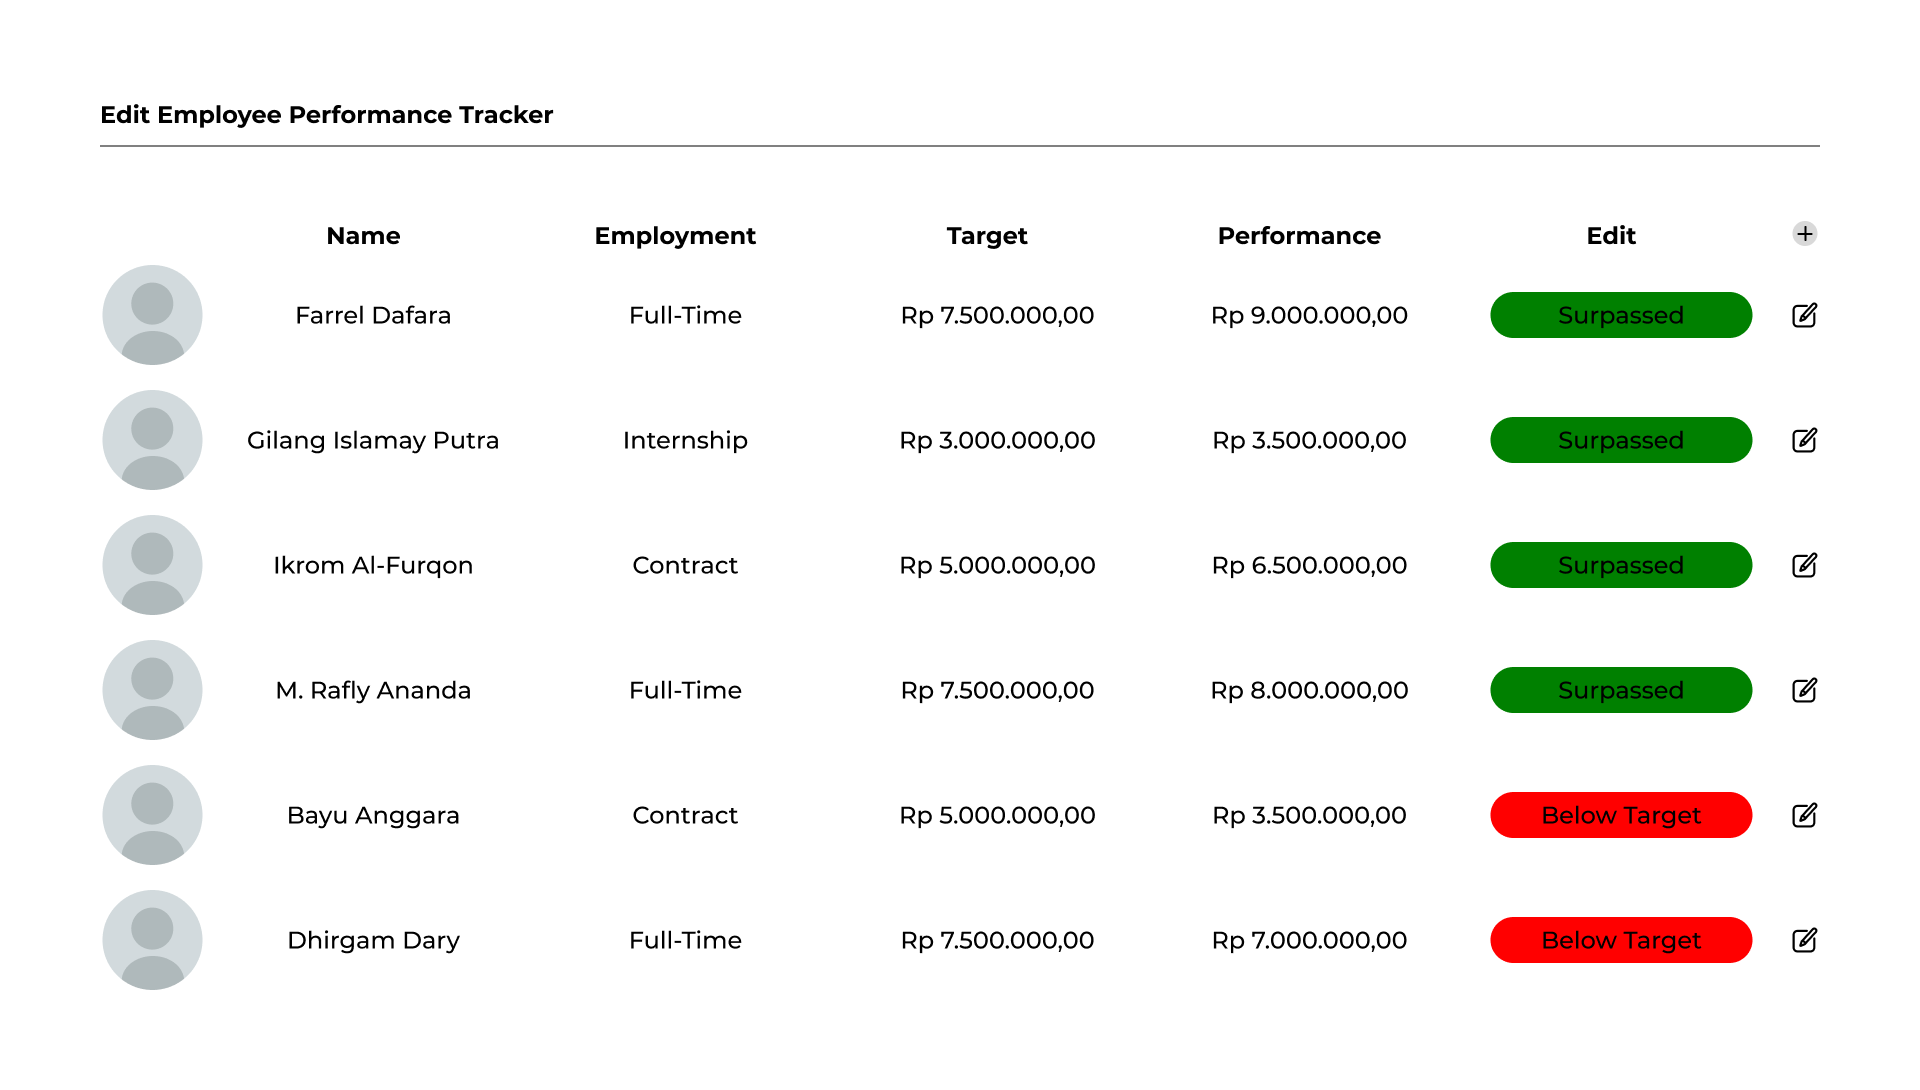 Edit Employee Performance Tracker
Name Employment Target Performance Edit
Farrel Dafara Full-Time Rp 7.500.000,00 Rp 9.000.000,00 Surpassed
Gilang Islamay Putra Internship Rp 3.000.000,00 Rp 3.500.000,00 Surpassed
Ikrom Al-Furqon Contract Rp 5.000.000,00 Rp 6.500.000,00 Surpassed
M. Rafly Ananda Full-Time Rp 7.500.000,00 Rp 8.000.000,00 Surpassed
Bayu Anggara Contract Rp 5.000.000,00 Rp 3.500.000,00 Below Target
Dhirgam Dary Full-Time Rp 7.500.000,00 Rp 7.000.000,00 Below Target